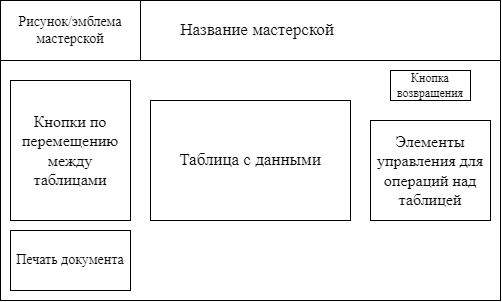 Рисунок/эмблема
мастерской
Название мастерской
Кнопка
возвращения
Кнопки по
перемещению
между
таблицами
Таблица с данными
Элементы
управления для
операций над
таблицей
Печать документа